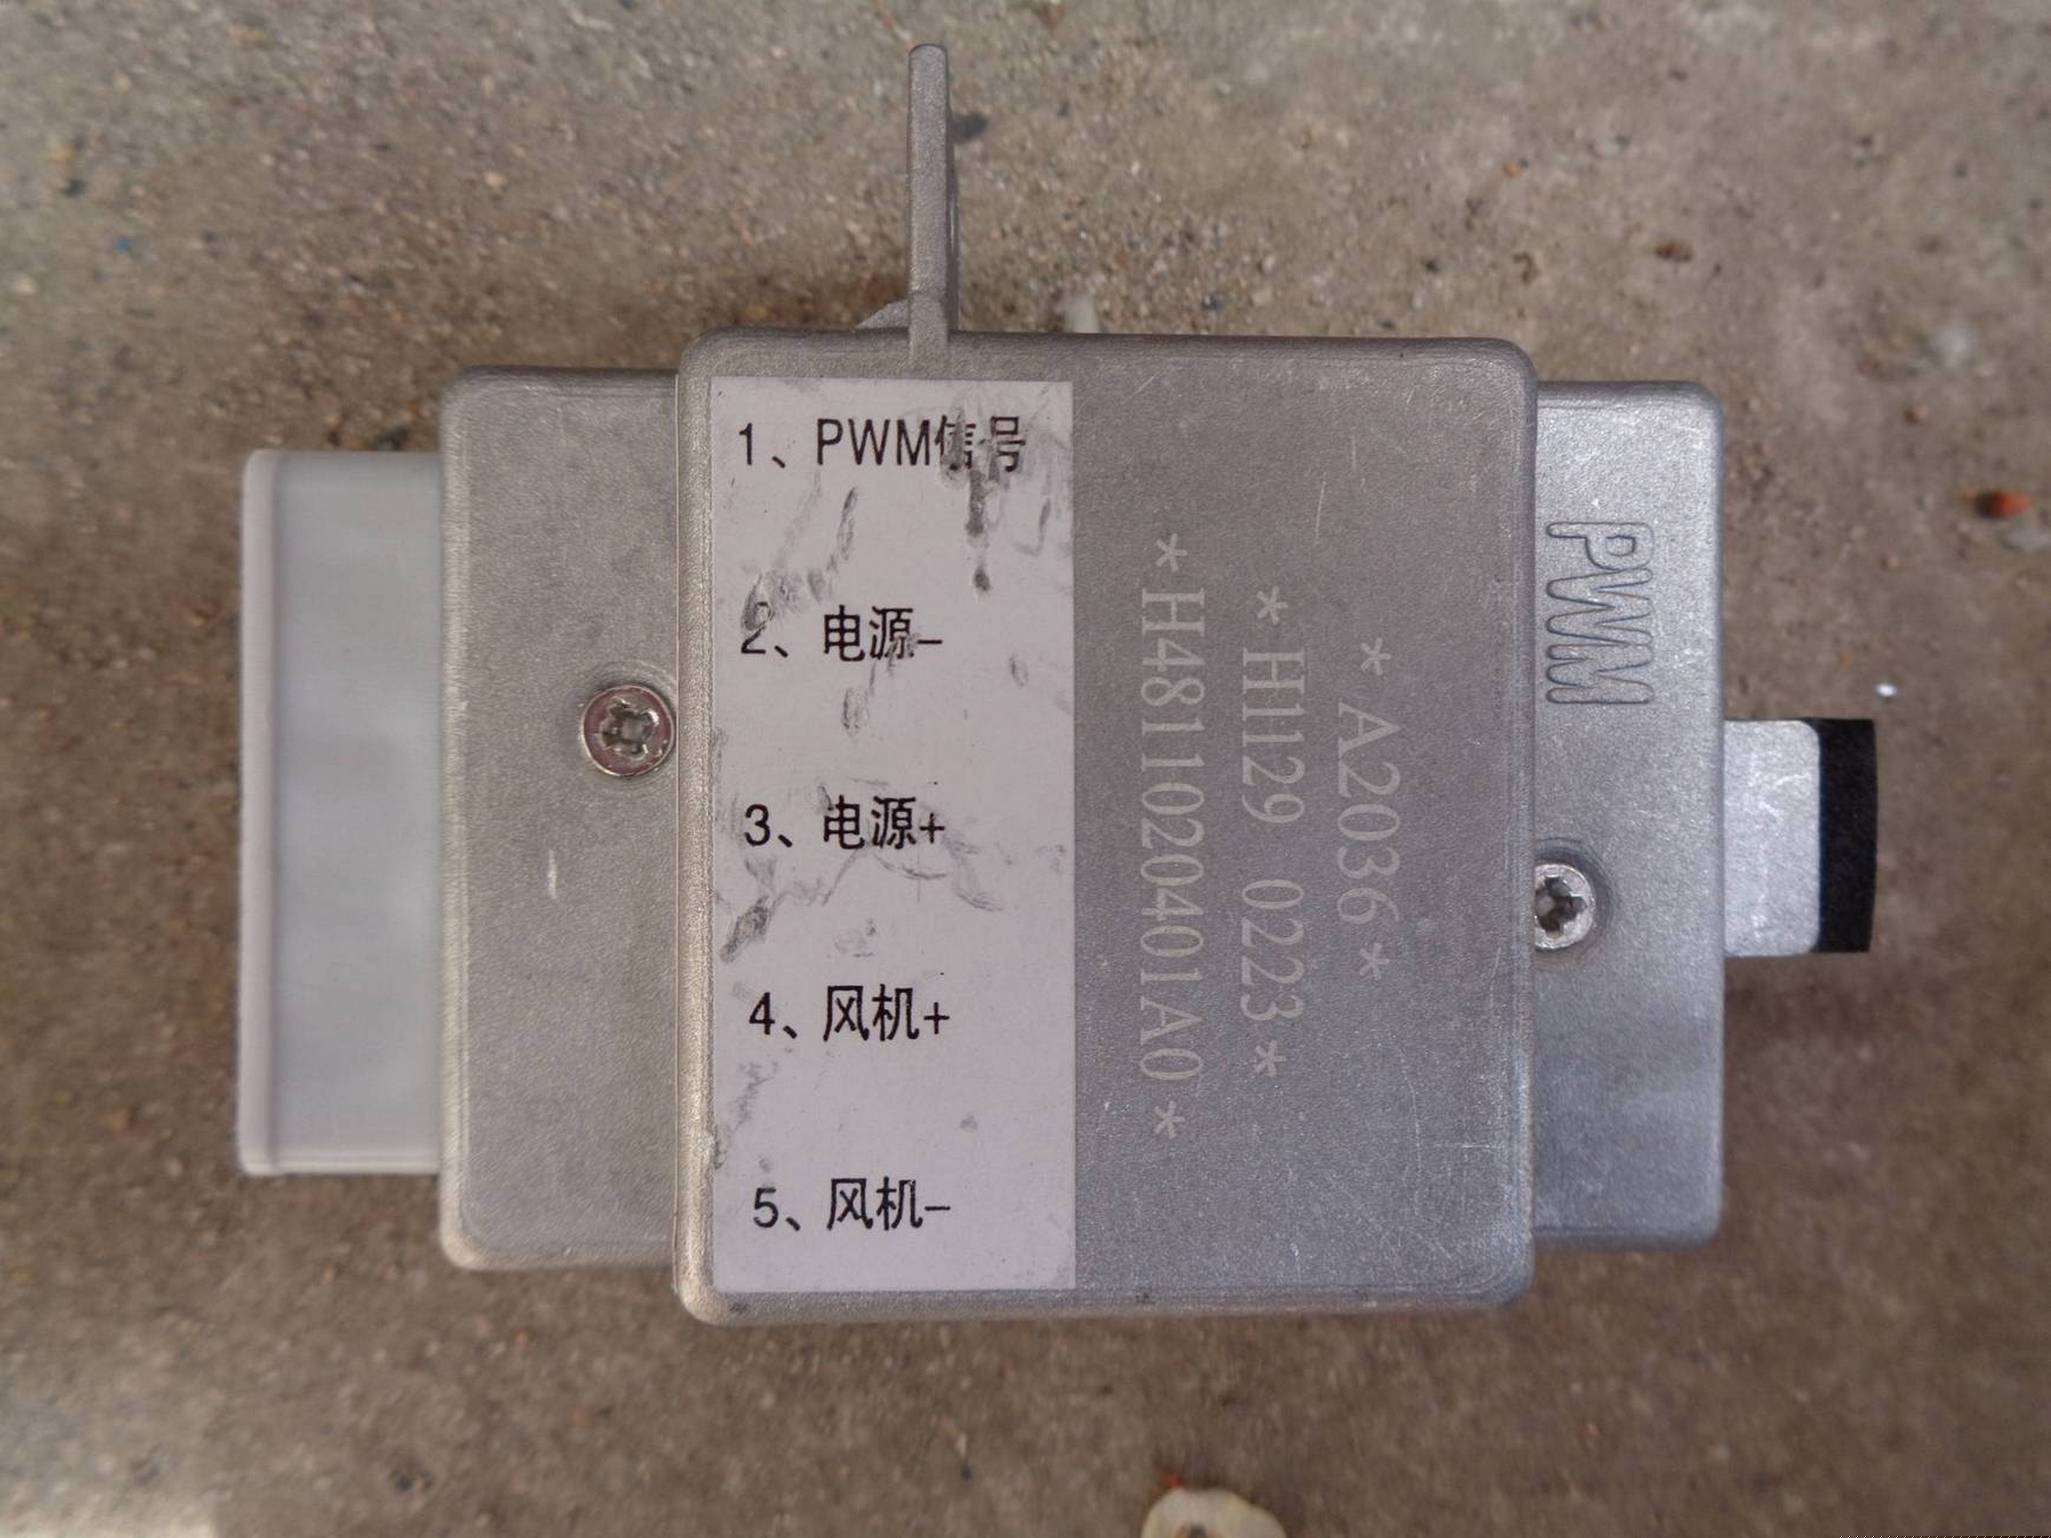 1、PWM信号
2、电源-
3、电源+
4、风机+
5、风机-
*A2036*
*H1129 0223*
*H4811020401A0*
PWM